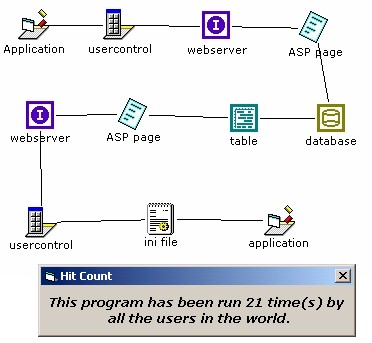 Application
usercontrol
webserver
ASP page
webserver
ASP page
table
database
usercontrol
ini file
application
Hit Count
This program has been run 21 time(s) by
all the users in the world.